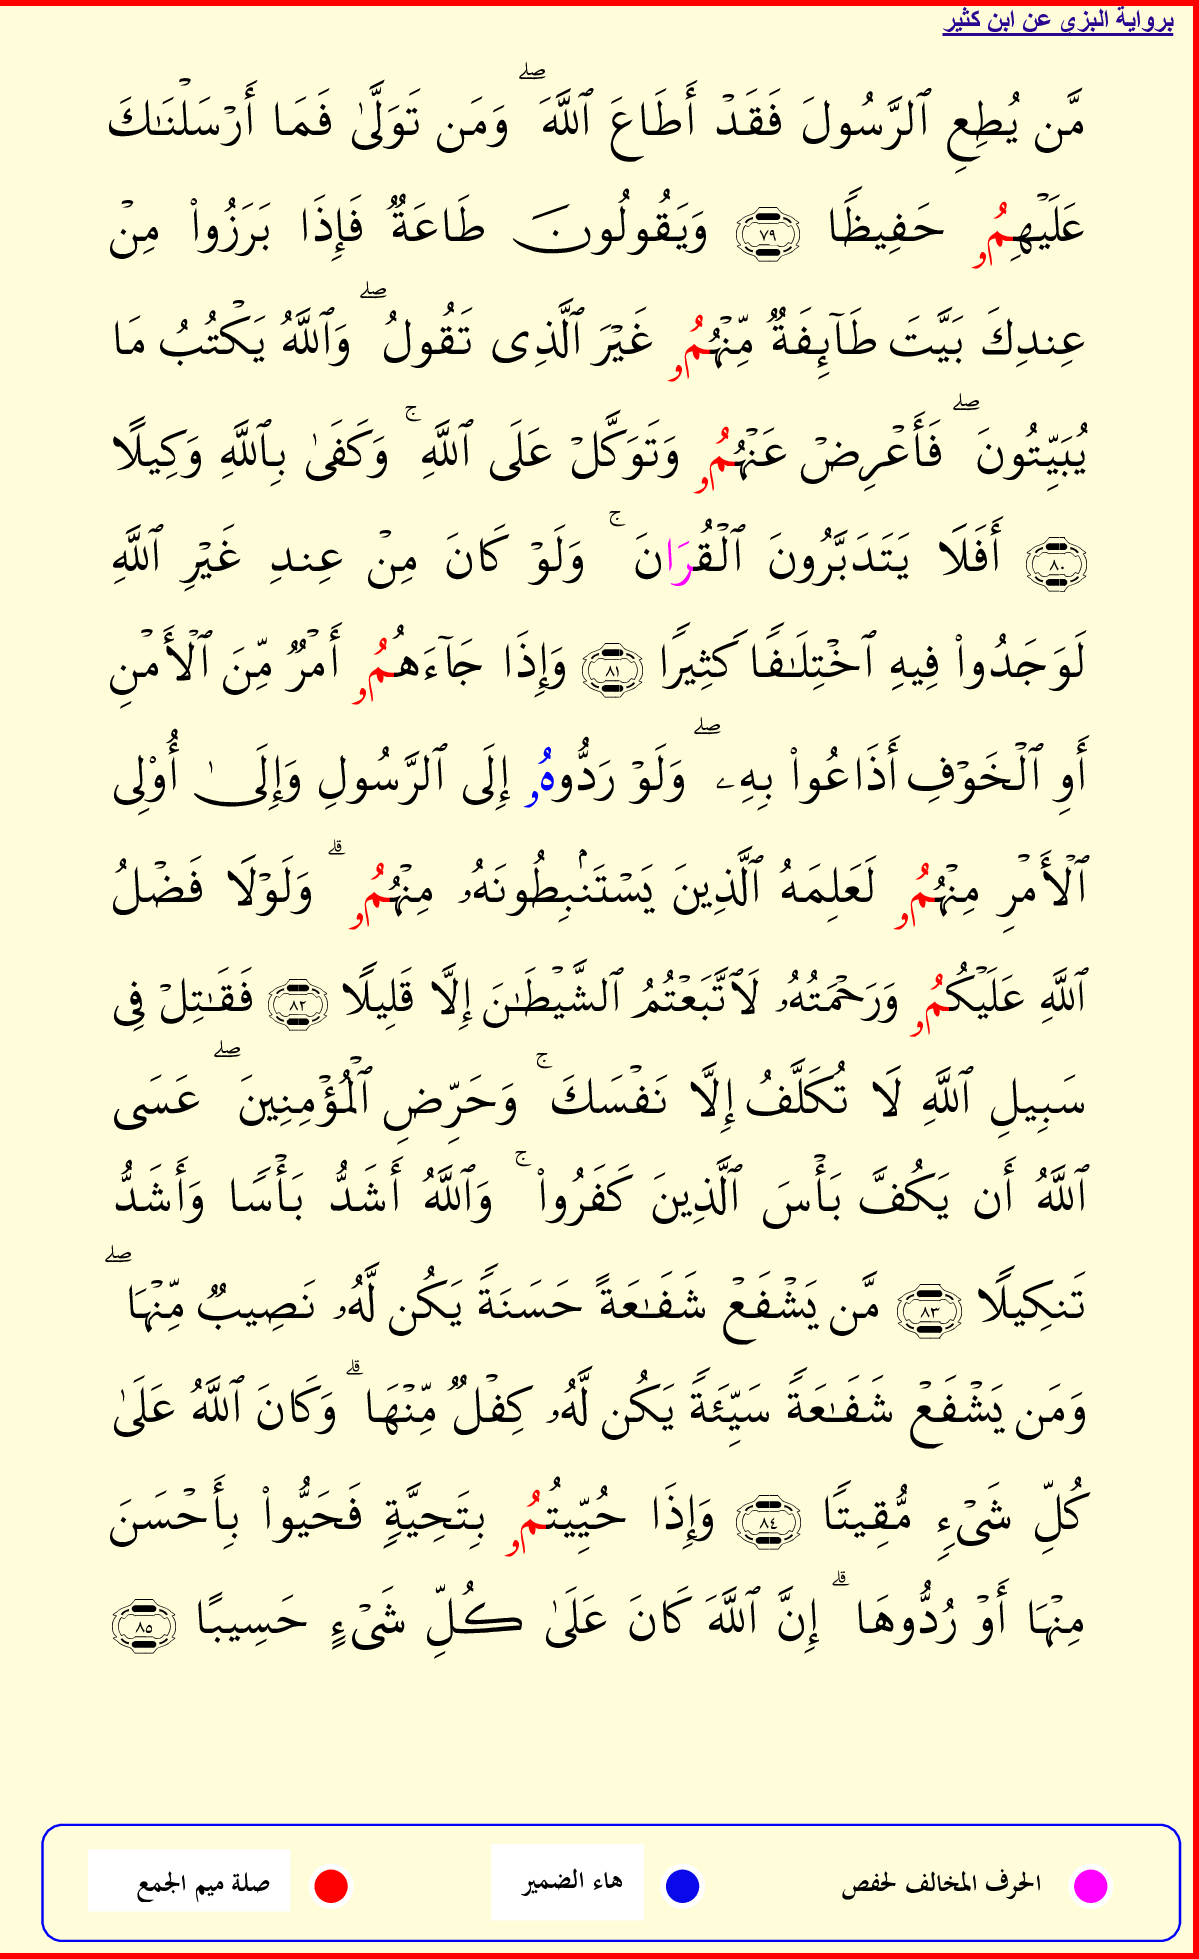 برواية البزي عن ابن كثير
مَّن يُطِعِ ٱلرَّسُولَ فَقَدۡ أَطَاعَ ٱللَّهَۖ وَمَن تَوَلَّىٰ فَمَا أَرۡسَلۡنَـٰكَ
عَلَيۡهِمُۥ حَفِيظًا ٧٩ وَيَقُولُونَ طَاعَةٌ فَإِذَا بَرَزُواْ مِنۡ
عِندِكَ بَيَّتَ طَآئِفَةٌ مِّنۡهُمُۥ غَيۡرَ ٱلَّذِى تَقُولُۖ وَٱللَّهُ يَكۡتُبُ مَا
يُبَيِّتُونَۖ فَأَعۡرِضۡ عَنۡهُمُۥ وَتَوَكَّلۡ عَلَى ٱللَّهِۚ وَكَفَىٰ بِٱللَّهِ وَكِيلًا
٨٠ أَفَلَا يَتَدَبَّرُونَ ٱلۡقُرَانَۚ وَلَوۡ كَانَ مِنۡ عِندِ غَيۡرِ ٱللَّهِ
لَوَجَدُواْ فِيهِ ٱخۡتِلَـٰفًا كَثِيرًا ٨١ وَإِذَا جَآءَهُمُۥ أَمۡرٌ مِّنَ ٱلۡأَمۡنِ
أَوِ ٱلۡخَوۡفِ أَذَاعُواْ بِهِۦۖ وَلَوۡ رَدُّوهُۥ إِلَى ٱلرَّسُولِ وَإِلَىٰ أُوْلِى
ٱلۡأَمۡرِ مِنۡهُمُۥ لَعَلِمَهُ ٱلَّذِينَ يَسۡتَنۢبِطُونَهُۥ مِنۡهُمُۥۗ وَلَوۡلَا فَضۡلُ
ٱللَّهِ عَلَيۡكُمُۥ وَرَحۡمَتُهُۥ لَٱتَّبَعۡتُمُ ٱلشَّيۡطَـٰنَ إِلَّا قَلِيلًا ٨٢ فَقَـٰتِلۡ فِى
سَبِيلِ ٱللَّهِ لَا تُكَلَّفُ إِلَّا نَفۡسَكَۚ وَحَرِّضِ ٱلۡمُؤۡمِنِينَۖ عَسَى
ٱللَّهُ أَن يَكُفَّ بَأۡسَ ٱلَّذِينَ كَفَرُواْۚ وَٱللَّهُ أَشَدُّ بَأۡسًا وَأَشَدُّ
تَنكِيلًا ٨٣ مَّن يَشۡفَعۡ شَفَـٰعَةً حَسَنَةً يَكُن لَّهُۥ نَصِيبٌ مِّنۡهَاۖ
وَمَن يَشۡفَعۡ شَفَـٰعَةً سَيِّئَةً يَكُن لَّهُۥ كِفۡلٌ مِّنۡهَاۗ وَكَانَ ٱللَّهُ عَلَىٰ
كُلِّ شَىۡءٍ مُّقِيتًا ٨٤ وَإِذَا حُيِّيتُمُۥ بِتَحِيَّةٍ فَحَيُّواْ بِأَحۡسَنَ
مِنۡهَا أَوۡ رُدُّوهَاۗ إِنَّ ٱللَّهَ كَانَ عَلَىٰ كُلِّ شَىۡءٍ حَسِيبًا ٨٥
الحرف المخالف لحفص هاء الضمير صلة ميم الجمع